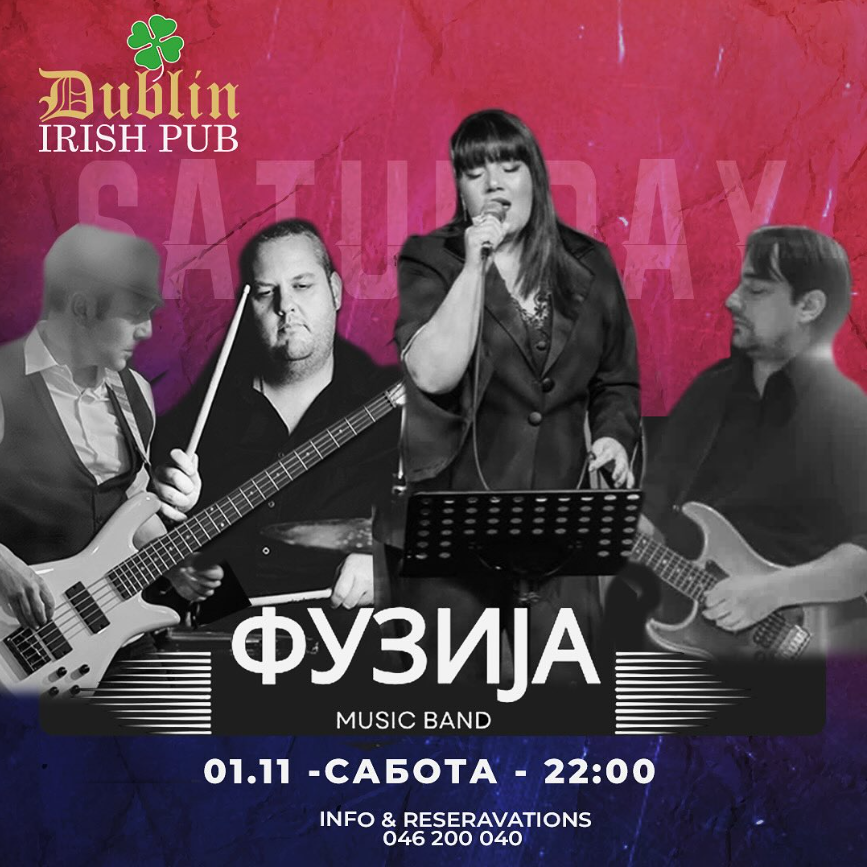 Dublin
IRISH PUB
SATURDAY
ФУЗИЈА
MUSIC BAND
01.11 -САБОТА - 22:00
INFO & RESERAVATIONS
046 200 040